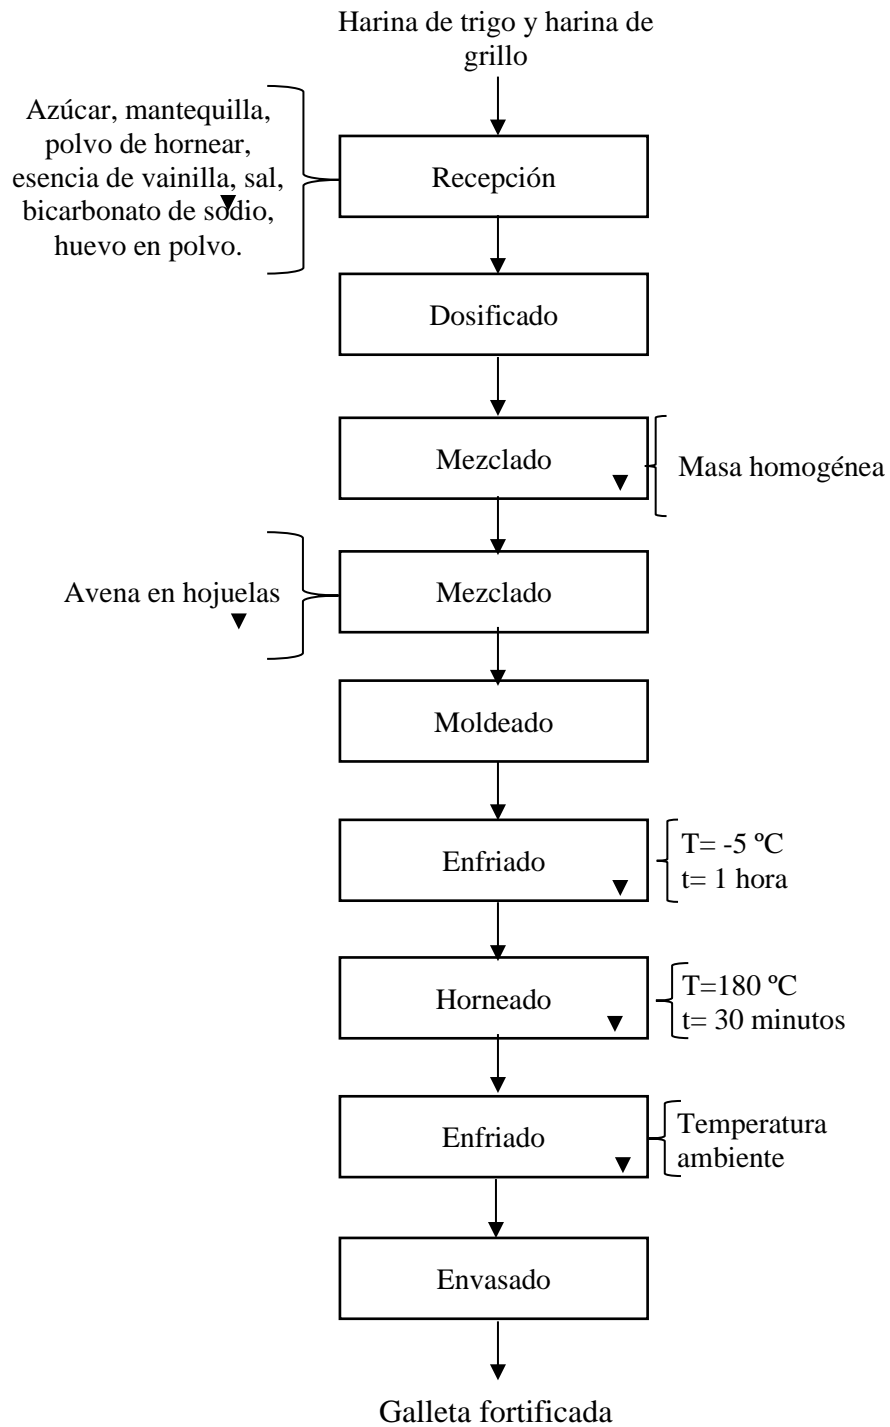 Harina de trigo y harina de
grillo
Azúcar, mantequilla,
polvo de hornear,
esencia de vainilla, sal,
bicarbonato de sodio,
huevo en polvo.
Recepción
Dosificado
Mezclado
Masa homogénea
Avena en hojuelas
Mezclado
Moldeado
Enfriado
T= -5 ºC
t= 1 hora
Horneado
T=180 ºC
t= 30 minutos
Enfriado
Temperatura
ambiente
Envasado
Galleta fortificada